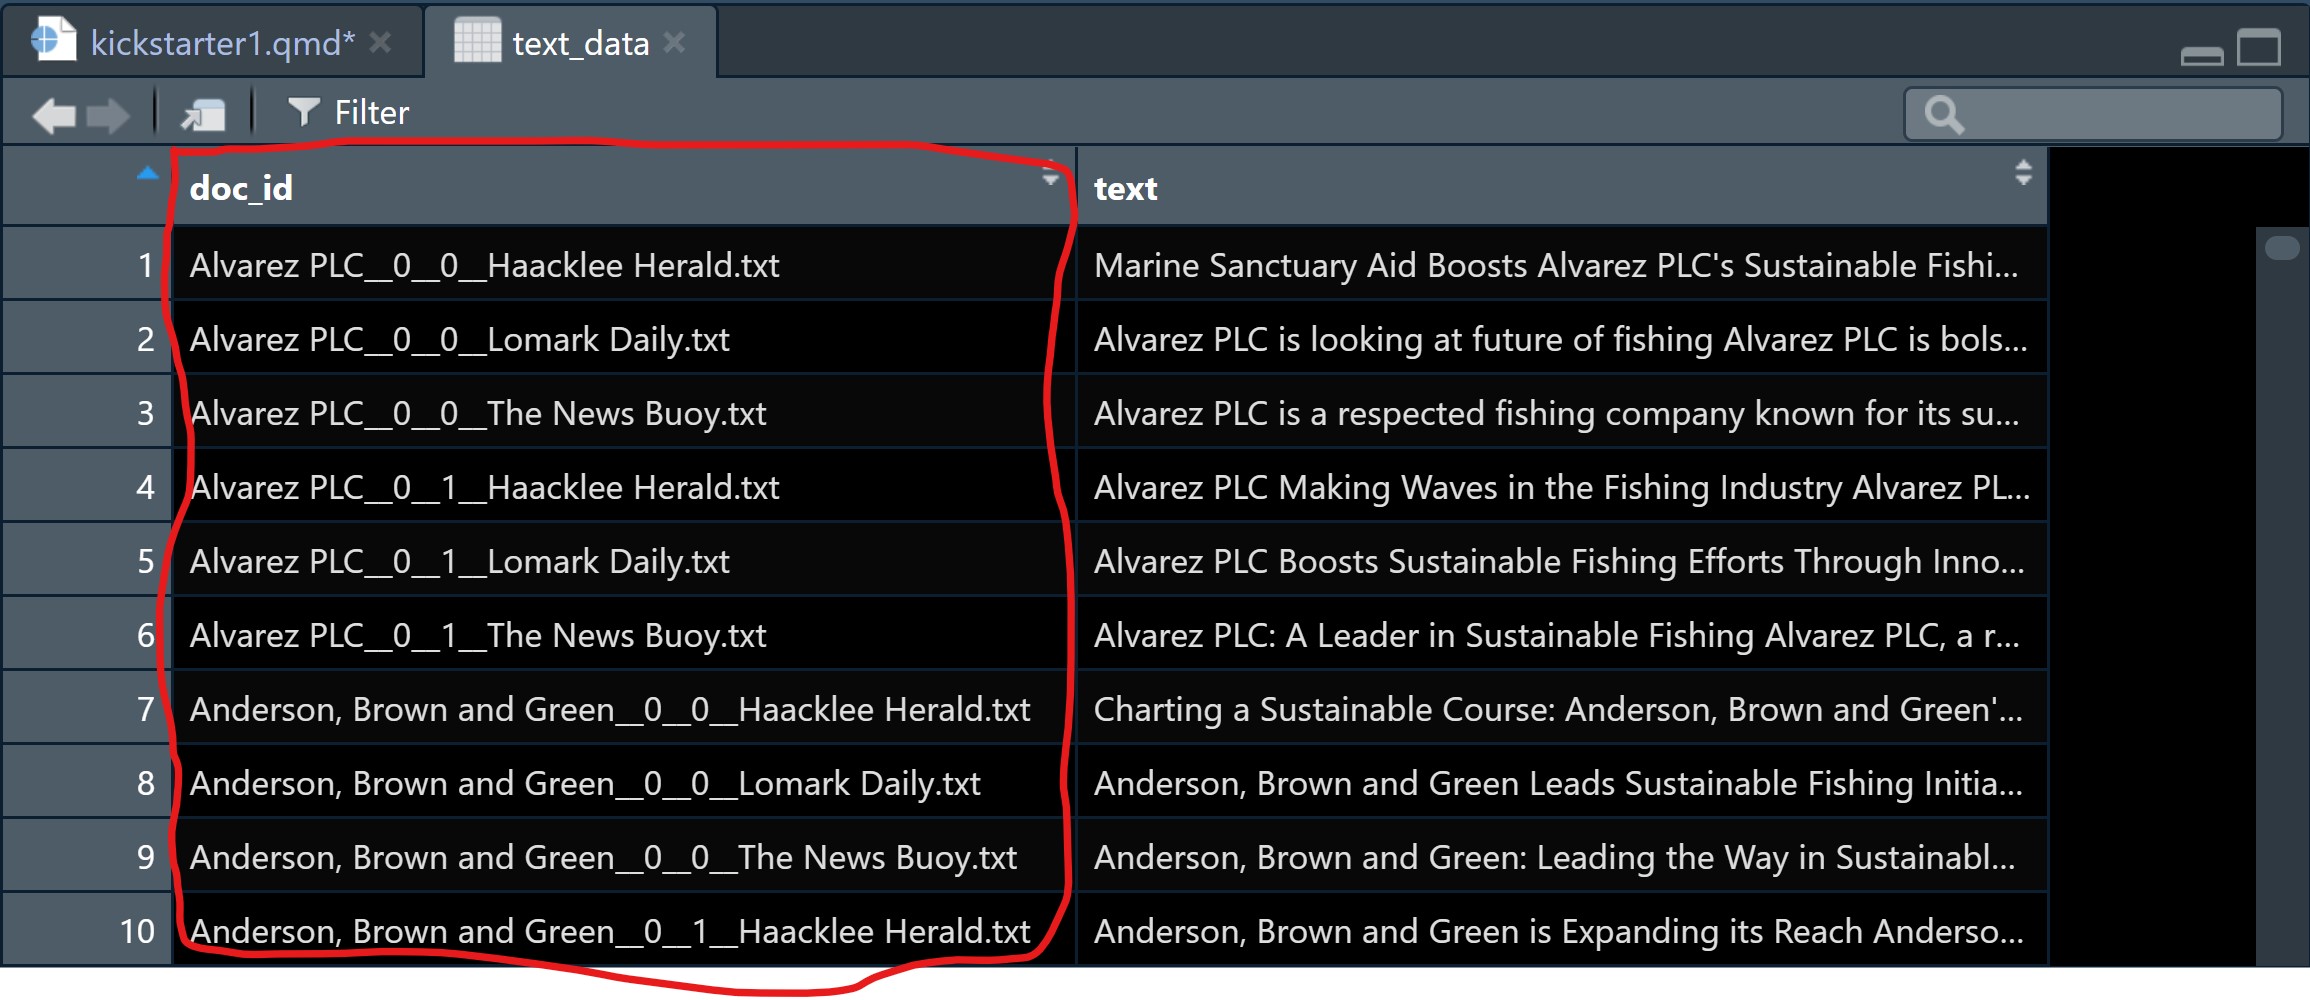 kickstarter1.qmd* text_data
Filter
doc_id text
1 Alvarez PLC__0__0__Haacklee Herald.txt Marine Sanctuary Aid Boosts Alvarez PLC's Sustainable Fishi...
2 Alvarez PLC__0__0__Lomark Daily.txt Alvarez PLC is looking at future of fishing Alvarez PLC is bols...
3 Alvarez PLC__0__0__The News Buoy.txt Alvarez PLC is a respected fishing company known for its su...
4 Alvarez PLC__0__1__Haacklee Herald.txt Alvarez PLC Making Waves in the Fishing Industry Alvarez PL...
5 Alvarez PLC__0__1__Lomark Daily.txt Alvarez PLC Boosts Sustainable Fishing Efforts Through Inno...
6 Alvarez PLC__0__1__The News Buoy.txt Alvarez PLC: A Leader in Sustainable Fishing Alvarez PLC, a r...
7 Anderson, Brown and Green__0__0__Haacklee Herald.txt Charting a Sustainable Course: Anderson, Brown and Green'...
8 Anderson, Brown and Green__0__0__Lomark Daily.txt Anderson, Brown and Green Leads Sustainable Fishing Initia...
9 Anderson, Brown and Green__0__0__The News Buoy.txt Anderson, Brown and Green: Leading the Way in Sustainabl...
10 Anderson, Brown and Green__0__1__Haacklee Herald.txt Anderson, Brown and Green is Expanding its Reach Anderso...